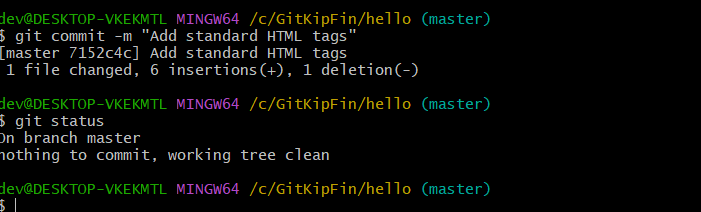 dev@DESKTOP-VKEKMTL MINGW64 /c/GitKipFin/hello (master)
$ git commit -m "Add standard HTML tags"
[master 7152c4c] Add standard HTML tags
1 file changed, 6 insertions(+), 1 deletion(-)
dev@DESKTOP-VKEKMTL MINGW64 /c/GitKipFin/hello (master)
$ git status
On branch master
nothing to commit, working tree clean
dev@DESKTOP-VKEKMTL MINGW64 /c/GitKipFin/hello (master)
$